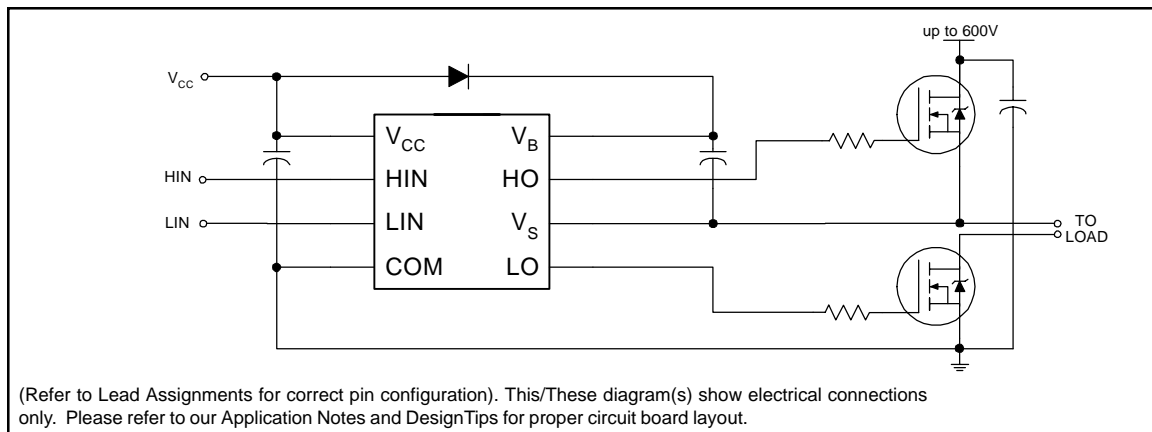 up to 600V
VCC
VCC
VB
HIN
HIN
HO
LIN
LIN
VS
TO
LOAD
COM
LO
(Refer to Lead Assignments for correct pin configuration). This/These diagram(s) show electrical connections
only. Please refer to our Application Notes and DesignTips for proper circuit board layout.